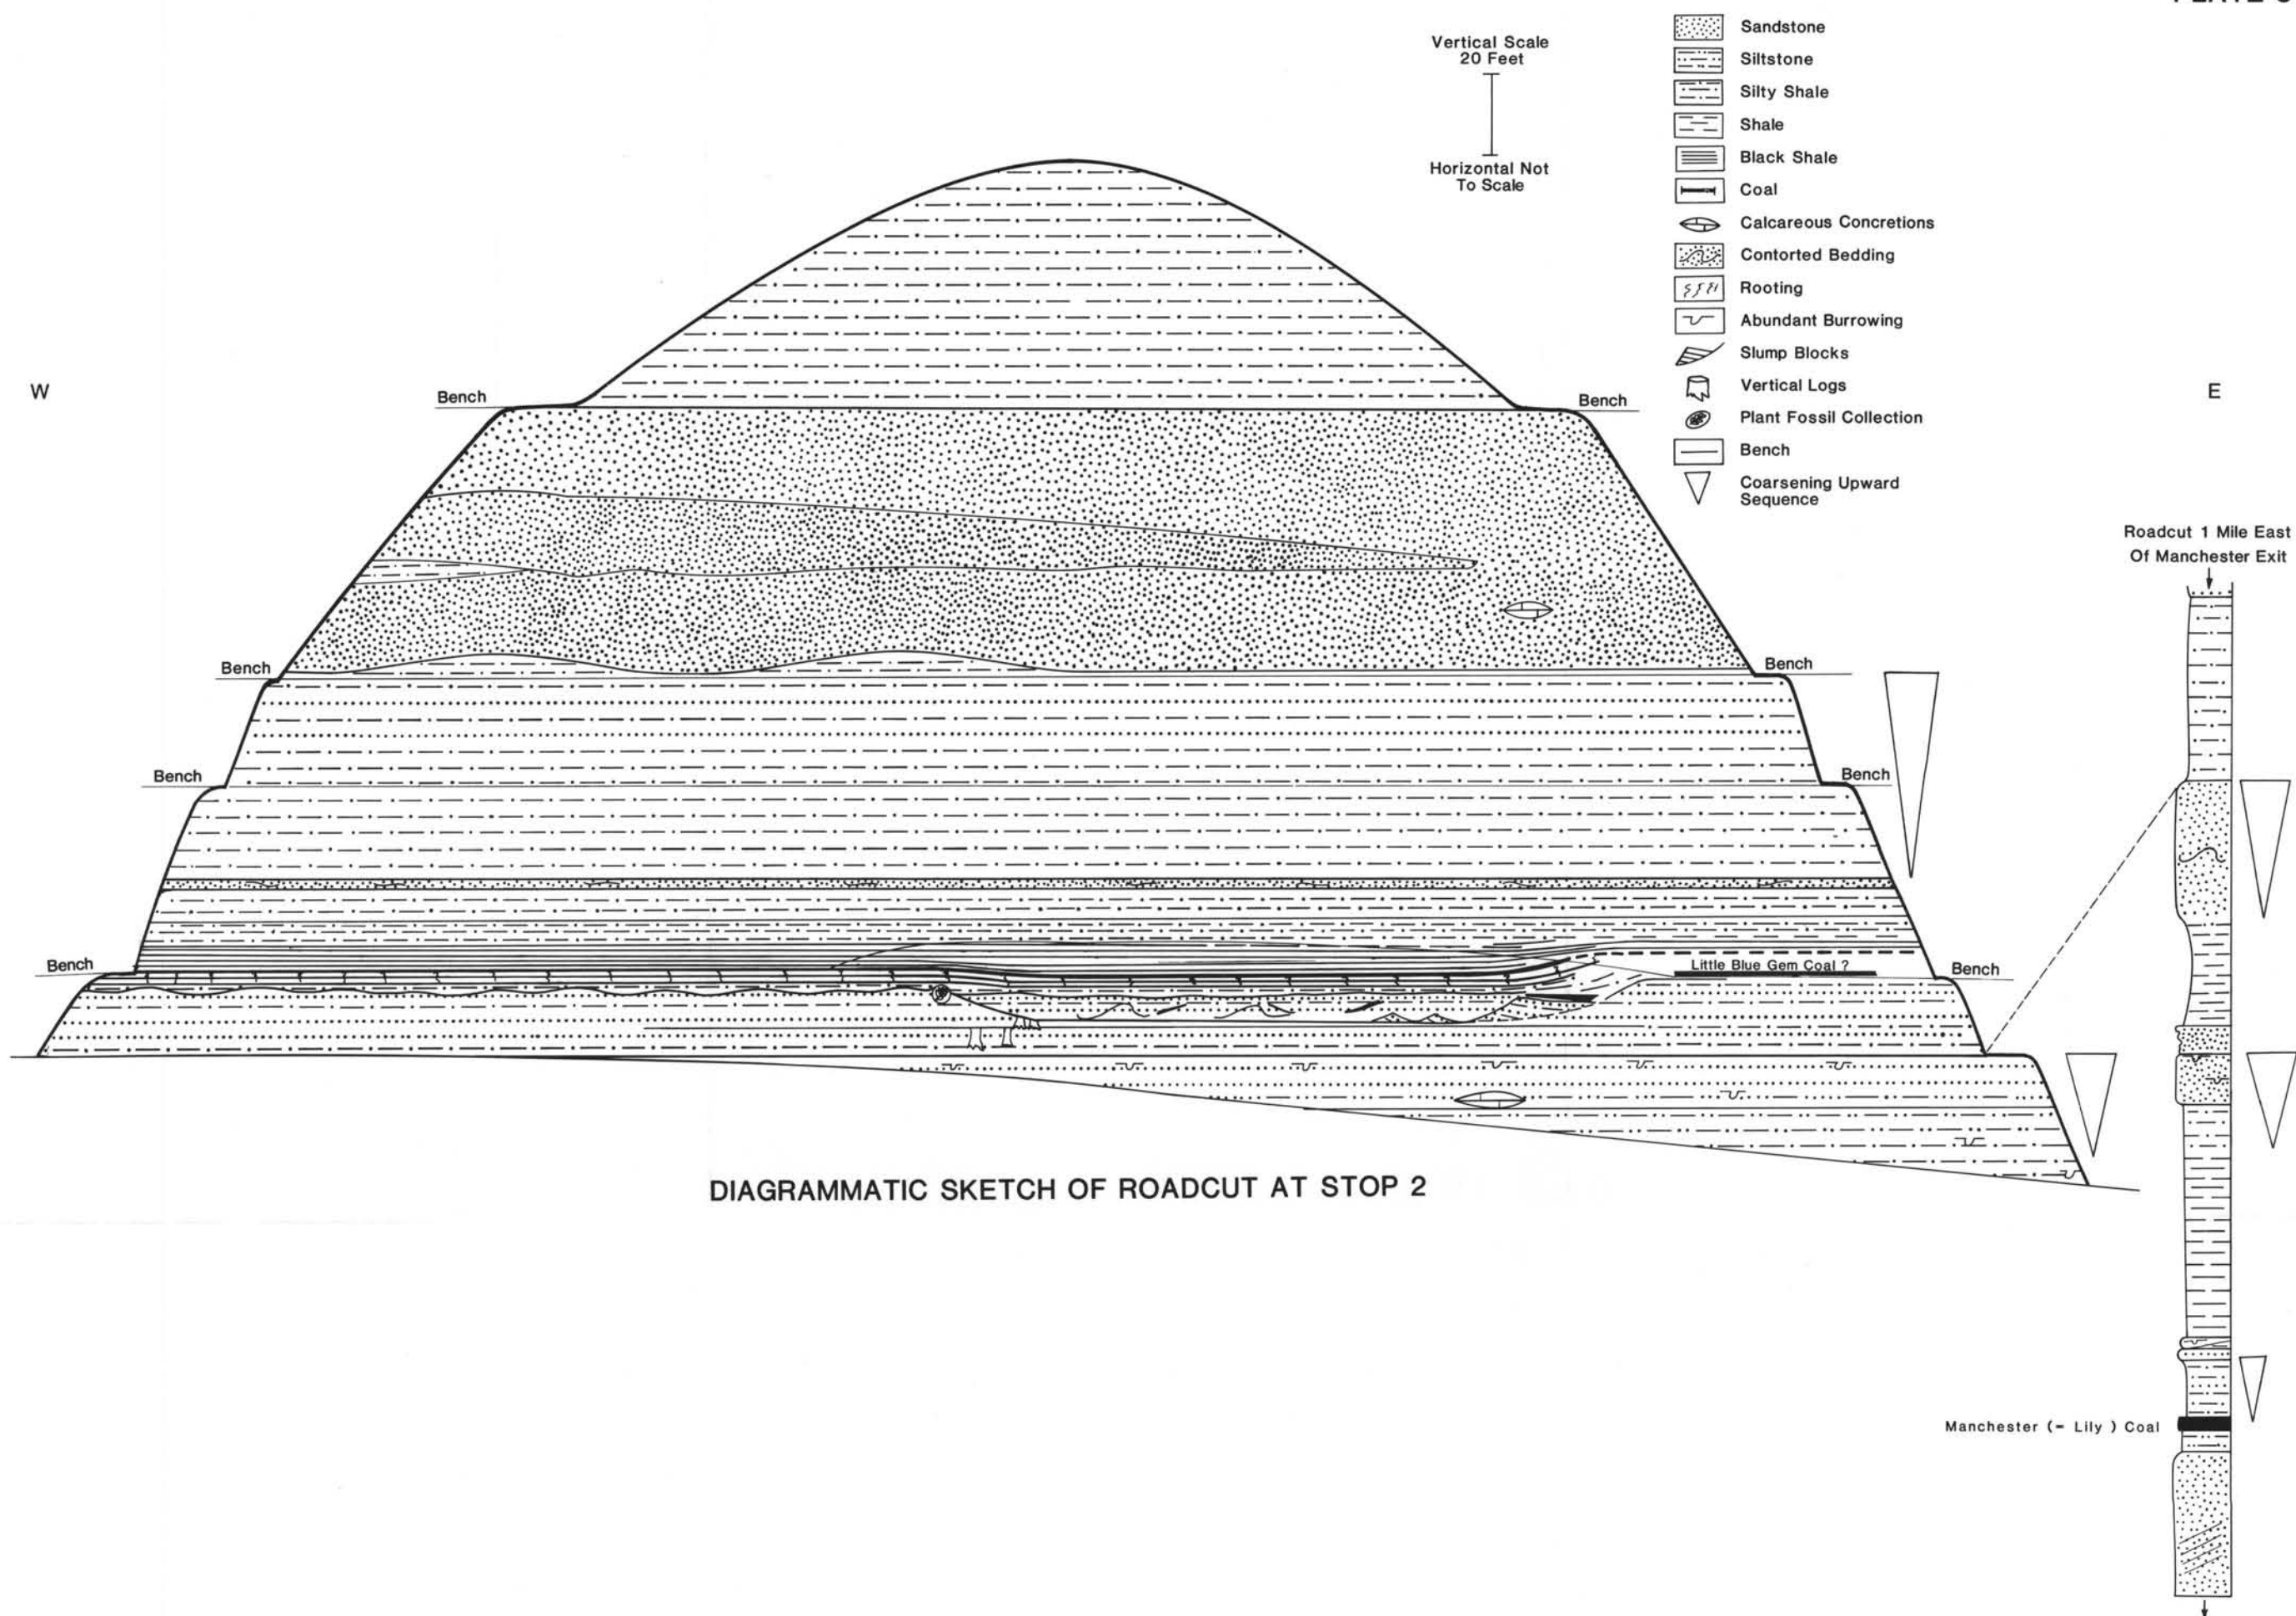 Vertical Scale
20 Feet
Horizontal Not
To Scale
Sandstone
Siltstone
Silty Shale
Shale
Black Shale
Coal
Calcareous Concretions
Contorted Bedding
Rooting
Abundant Burrowing
Slump Blocks
Vertical Logs
Plant Fossil Collection
Bench
Coarsening Upward
Sequence
W
E
Bench
Bench
Roadcut 1 Mile East
Of Manchester Exit
Bench
Bench
Bench
Bench
Bench
Little Blue Gem Coal ?
Bench
DIAGRAMMATIC SKETCH OF ROADCUT AT STOP 2
Manchester (= Lily ) Coal